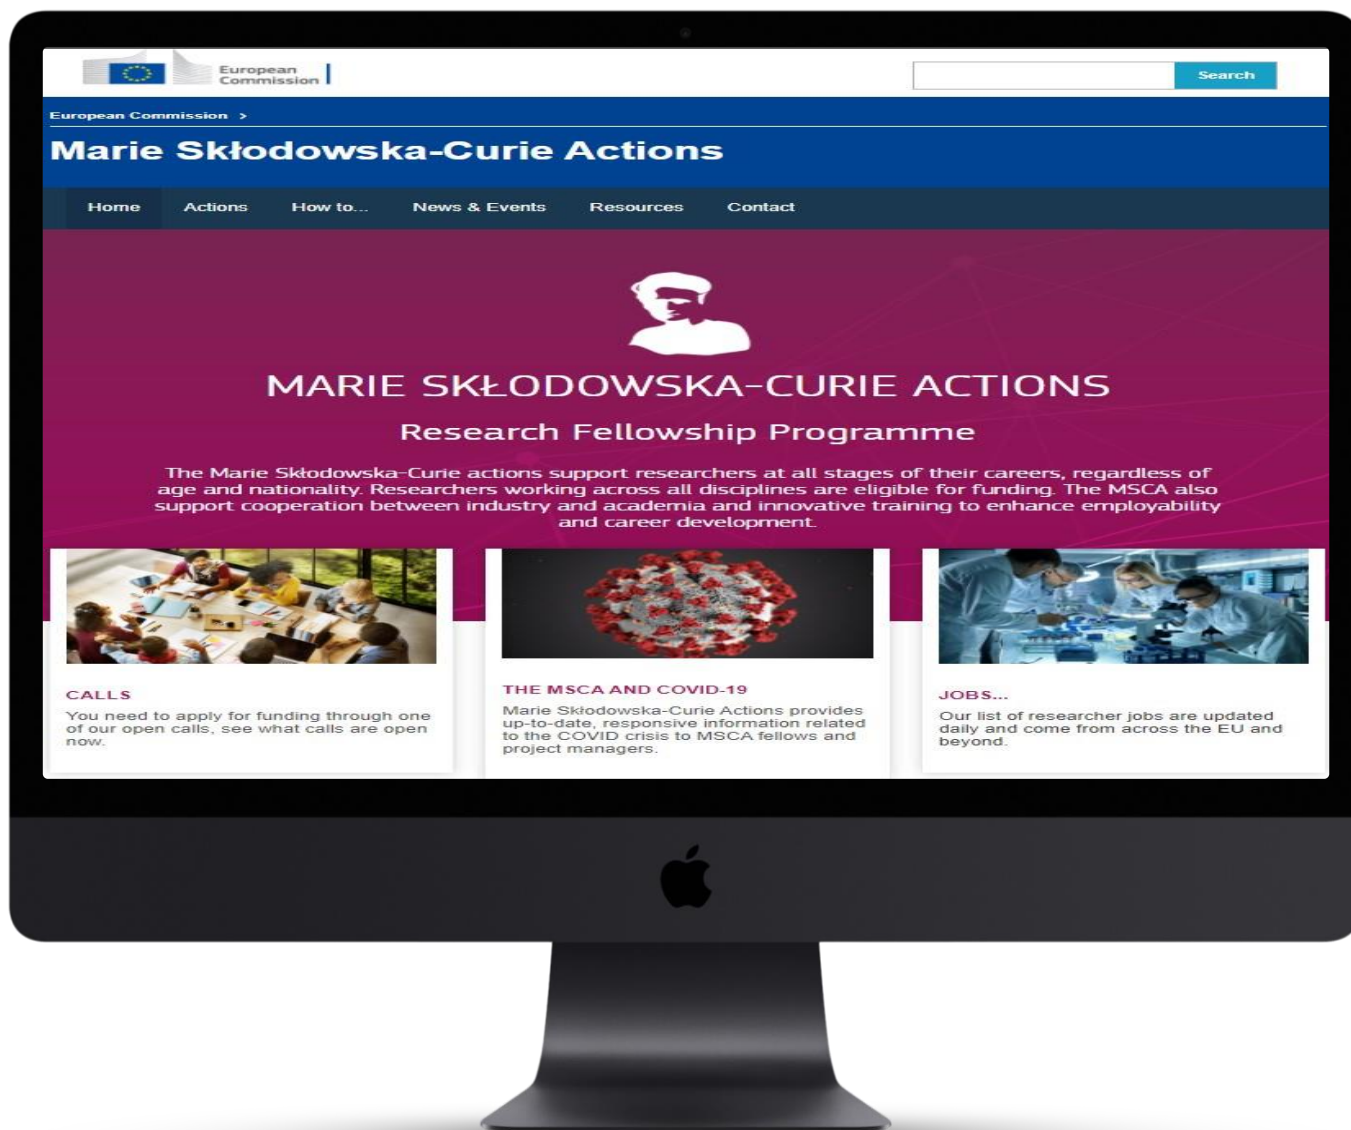 European
Commission
Search
European Commission >
Marie Skłodowska-Curie Actions
Home Actions How to... News & Events Resources Contact
MARIE SKŁODOWSKA-CURIE ACTIONS
Research Fellowship Programme
The Marie Skłodowska-Curie actions support researchers at all stages of their careers, regardless of
age and nationality. Researchers working across all disciplines are eligible for funding. The MSCA also
support cooperation between industry and academia and innovative training to enhance employability
and career development.
CALLS
You need to apply for funding through one
of our open calls, see what calls are open
now.
THE MSCA AND COVID-19
Marie Skłodowska-Curie Actions provides
up-to-date, responsive information related
to the COVID crisis to MSCA fellows and
project managers.
JOBS...
Our list of researcher jobs are updated
daily and come from across the EU and
beyond.